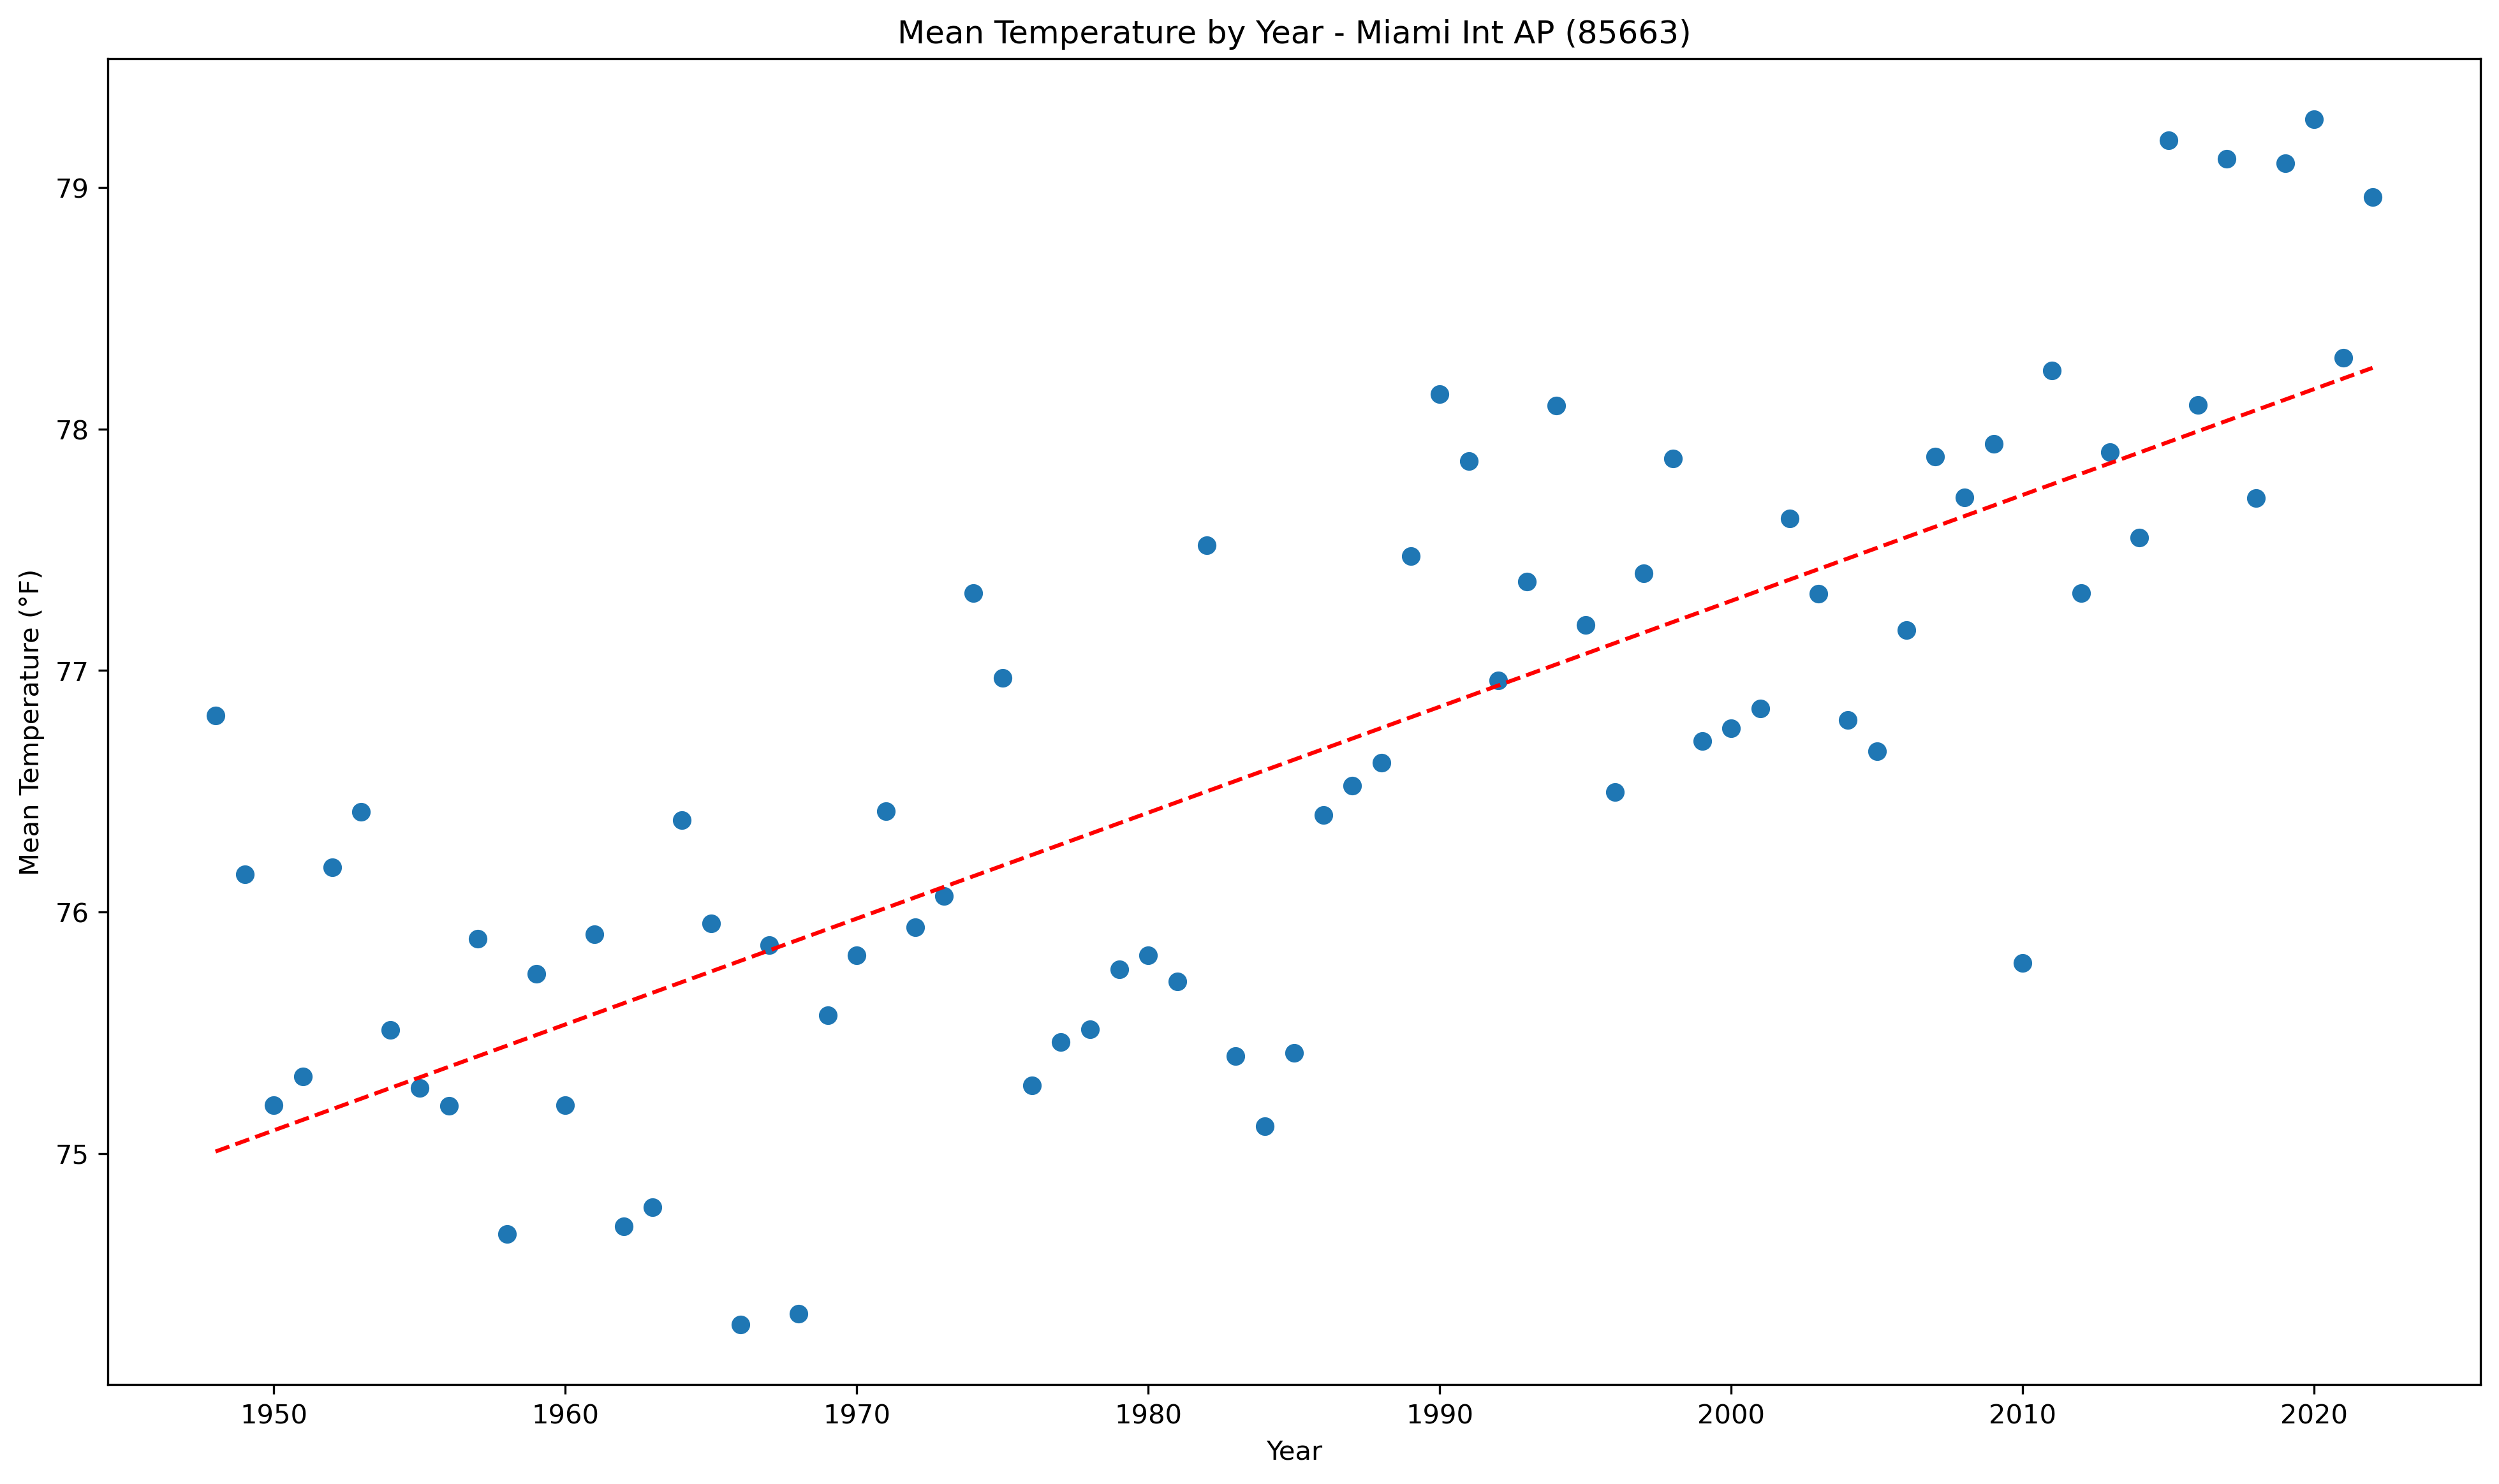 Mean Temperature by Year - Miami Int AP (85663)
Mean Temperature (°F)
79
78
77
76
75
1950 1960 1970 1980 1990 2000 2010 2020
Year